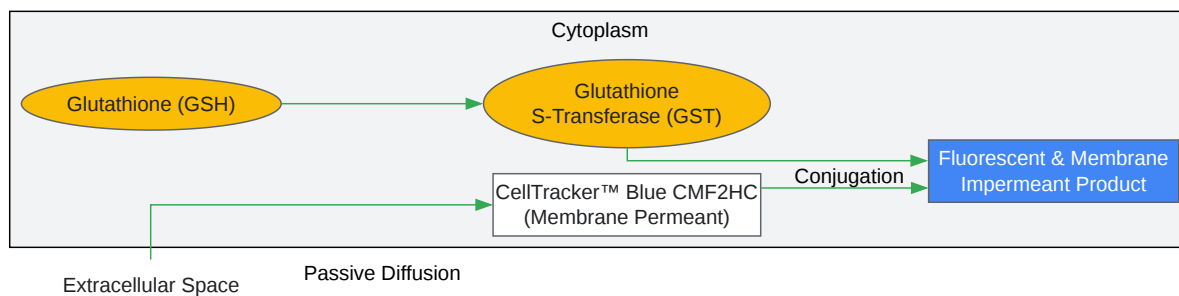 Cytoplasm
Glutathione (GSH)
Glutathione
S-Transferase (GST)
Fluorescent & Membrane
Impermeant Product
Conjugation
CellTracker™ Blue CMF2HC
(Membrane Permeant)
Passive Diffusion
Extracellular Space